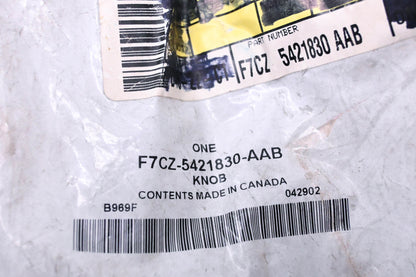 PART NUMBER
F7CZ 5421830 AAB
ONE
F7CZ-5421830-AAB
KNOB
CONTENTS MADE IN CANADA
B969F 042902